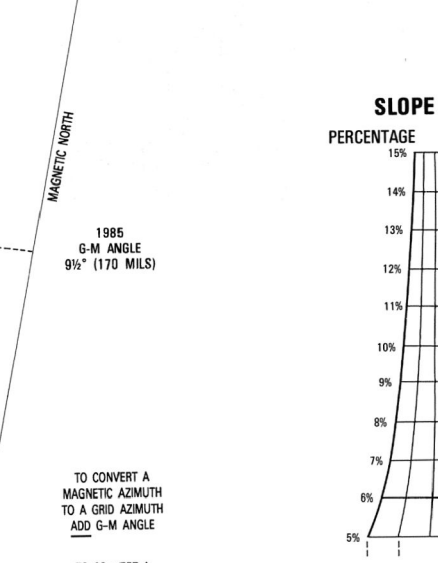 MAGNETIC NORTH
1985
G-M ANGLE
9½° (170 MILS)
TO CONVERT A
MAGNETIC AZIMUTH
TO A GRID AZIMUTH
ADD G-M ANGLE
SLOPE
PERCENTAGE
15%
14%
13%
12%
11%
10%
9%
8%
7%
6%
5%